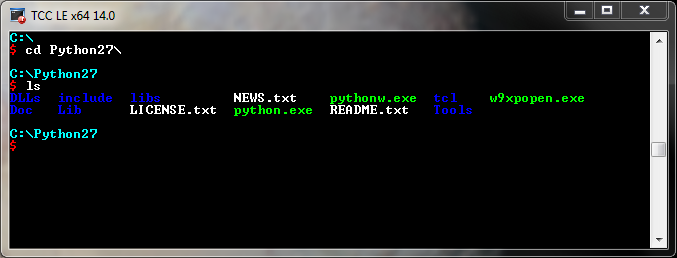 TCC LE x64 14.0
C:\
$ cd Python27\
C:\Python27
$ ls
DLLs include libs NEWS.txt pythonw.exe tcl w9xpopen.exe
Doc Lib LICENSE.txt python.exe README.txt Tools
C:\Python27
$